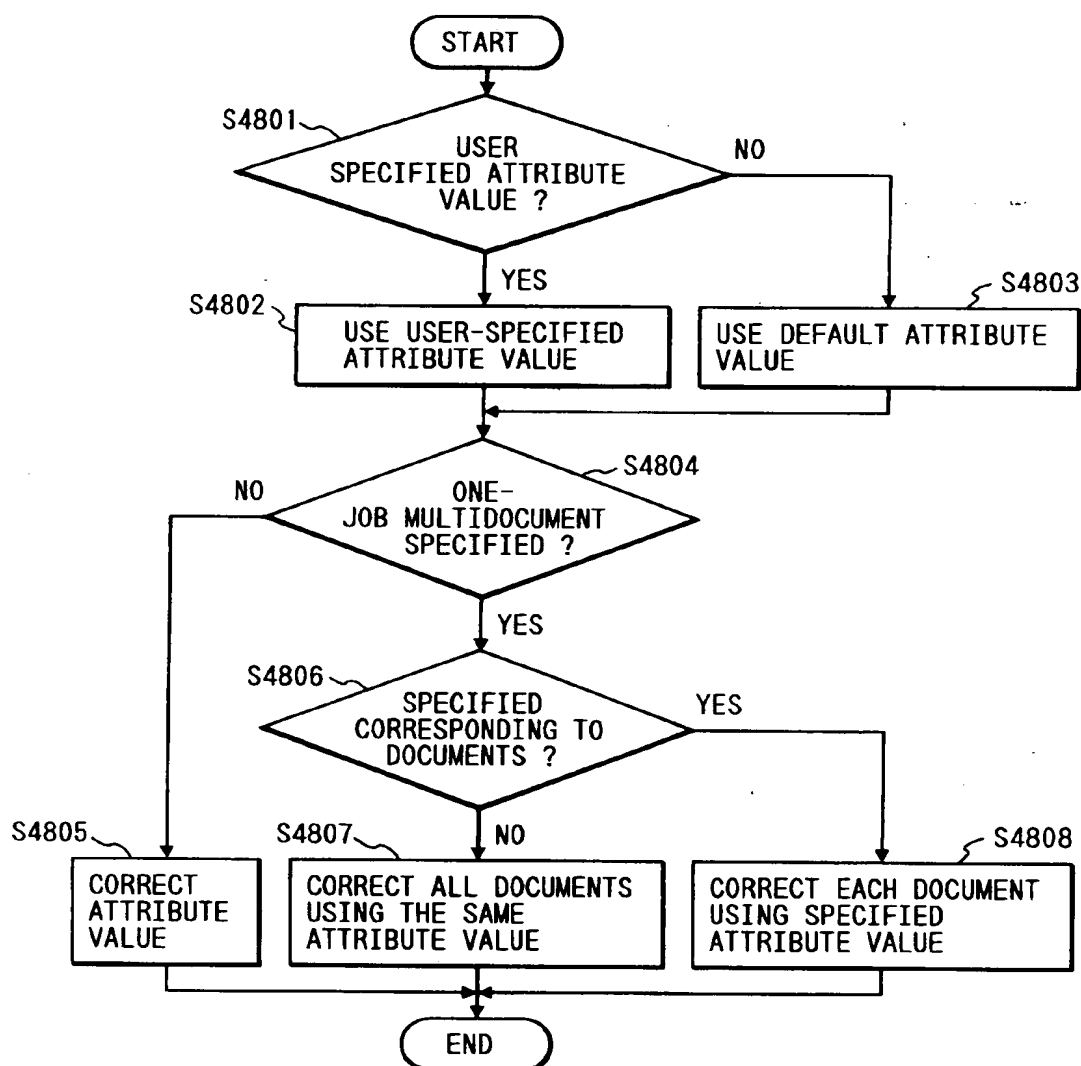 START
S4801
USER
SPECIFIED ATTRIBUTE
VALUE ?
NO
YES
S4802
USE USER-SPECIFIED
ATTRIBUTE VALUE
S4803
USE DEFAULT ATTRIBUTE
VALUE
S4804
NO
ONE-
JOB MULTIDOCUMENT
SPECIFIED ?
YES
S4806
SPECIFIED
CORRESPONDING TO
DOCUMENTS ?
YES
NO
S4805
CORRECT
ATTRIBUTE
VALUE
S4807
CORRECT ALL DOCUMENTS
USING THE SAME
ATTRIBUTE VALUE
S4808
CORRECT EACH DOCUMENT
USING SPECIFIED
ATTRIBUTE VALUE
END